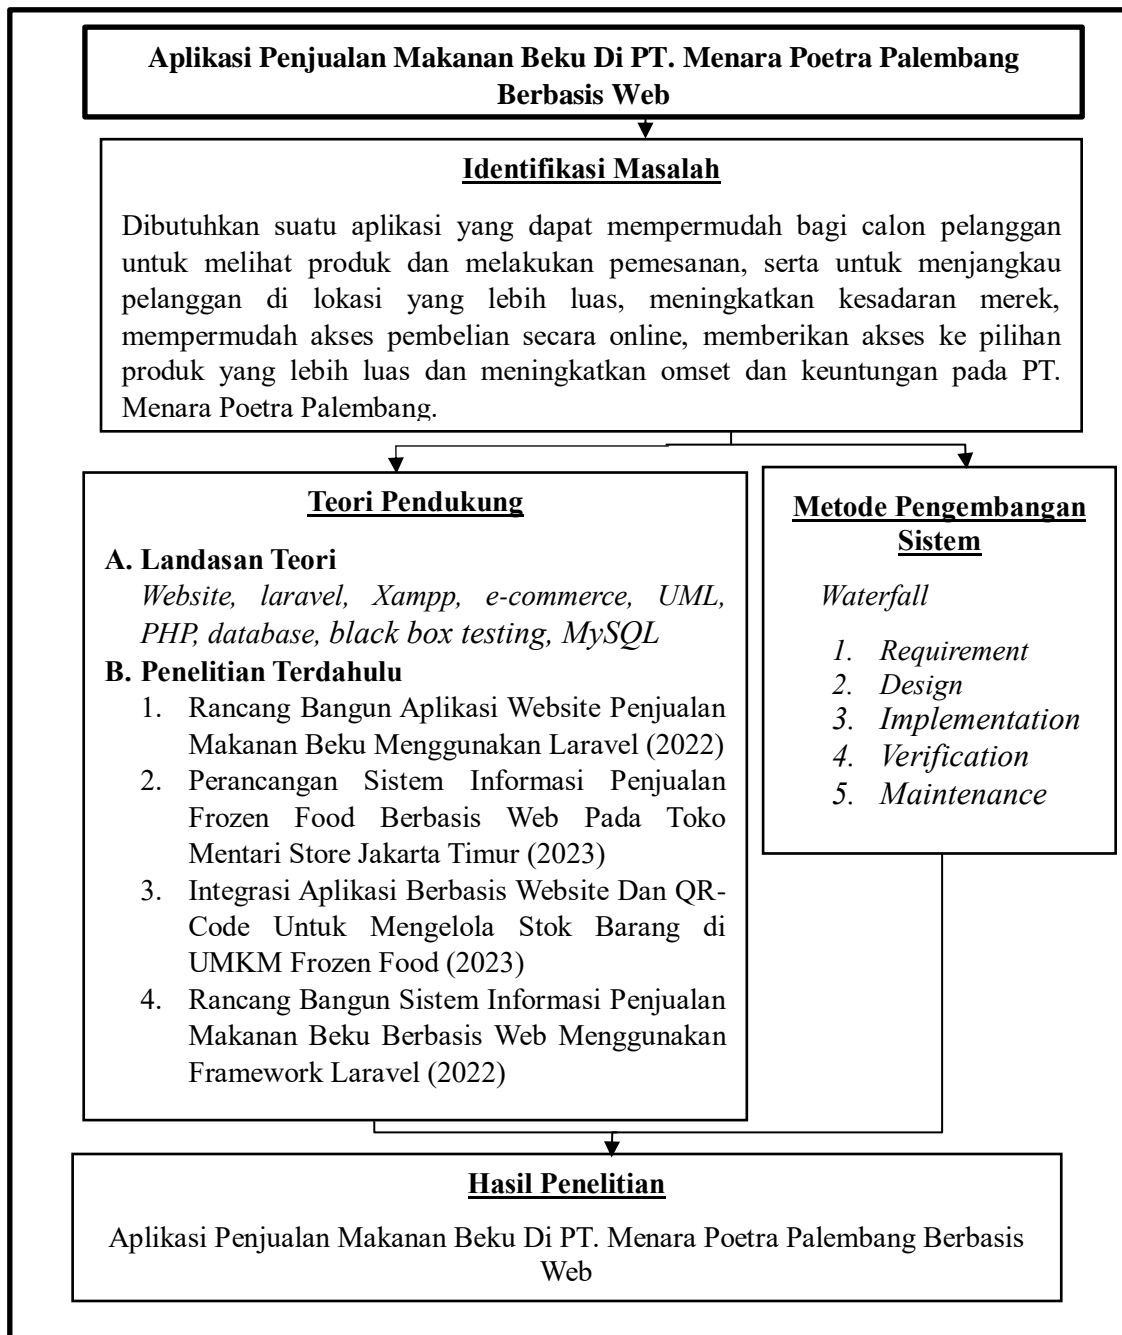 Aplikasi Penjualan Makanan Beku Di PT. Menara Poetra Palembang
Berbasis Web
Identifikasi Masalah
Dibutuhkan suatu aplikasi yang dapat mempermudah bagi calon pelanggan
untuk melihat produk dan melakukan pemesanan, serta untuk menjangkau
pelanggan di lokasi yang lebih luas, meningkatkan kesadaran merek,
mempermudah akses pembelian secara online, memberikan akses ke pilihan
produk yang lebih luas dan meningkatkan omset dan keuntungan pada PT.
Menara Poetra Palembang.
Teori Pendukung
A. Landasan Teori
Website, laravel, Xampp, e-commerce, UML,
PHP, database, black box testing, MySQL
B. Penelitian Terdahulu
1. Rancang Bangun Aplikasi Website Penjualan
Makanan Beku Menggunakan Laravel (2022)
2. Perancangan Sistem Informasi Penjualan
Frozen Food Berbasis Web Pada Toko
Mentari Store Jakarta Timur (2023)
3. Integrasi Aplikasi Berbasis Website Dan QR-
Code Untuk Mengelola Stok Barang di
UMKM Frozen Food (2023)
4. Rancang Bangun Sistem Informasi Penjualan
Makanan Beku Berbasis Web Menggunakan
Framework Laravel (2022)
Metode Pengembangan
Sistem
Waterfall
1. Requirement
2. Design
3. Implementation
4. Verification
5. Maintenance
Hasil Penelitian
Aplikasi Penjualan Makanan Beku Di PT. Menara Poetra Palembang Berbasis
Web